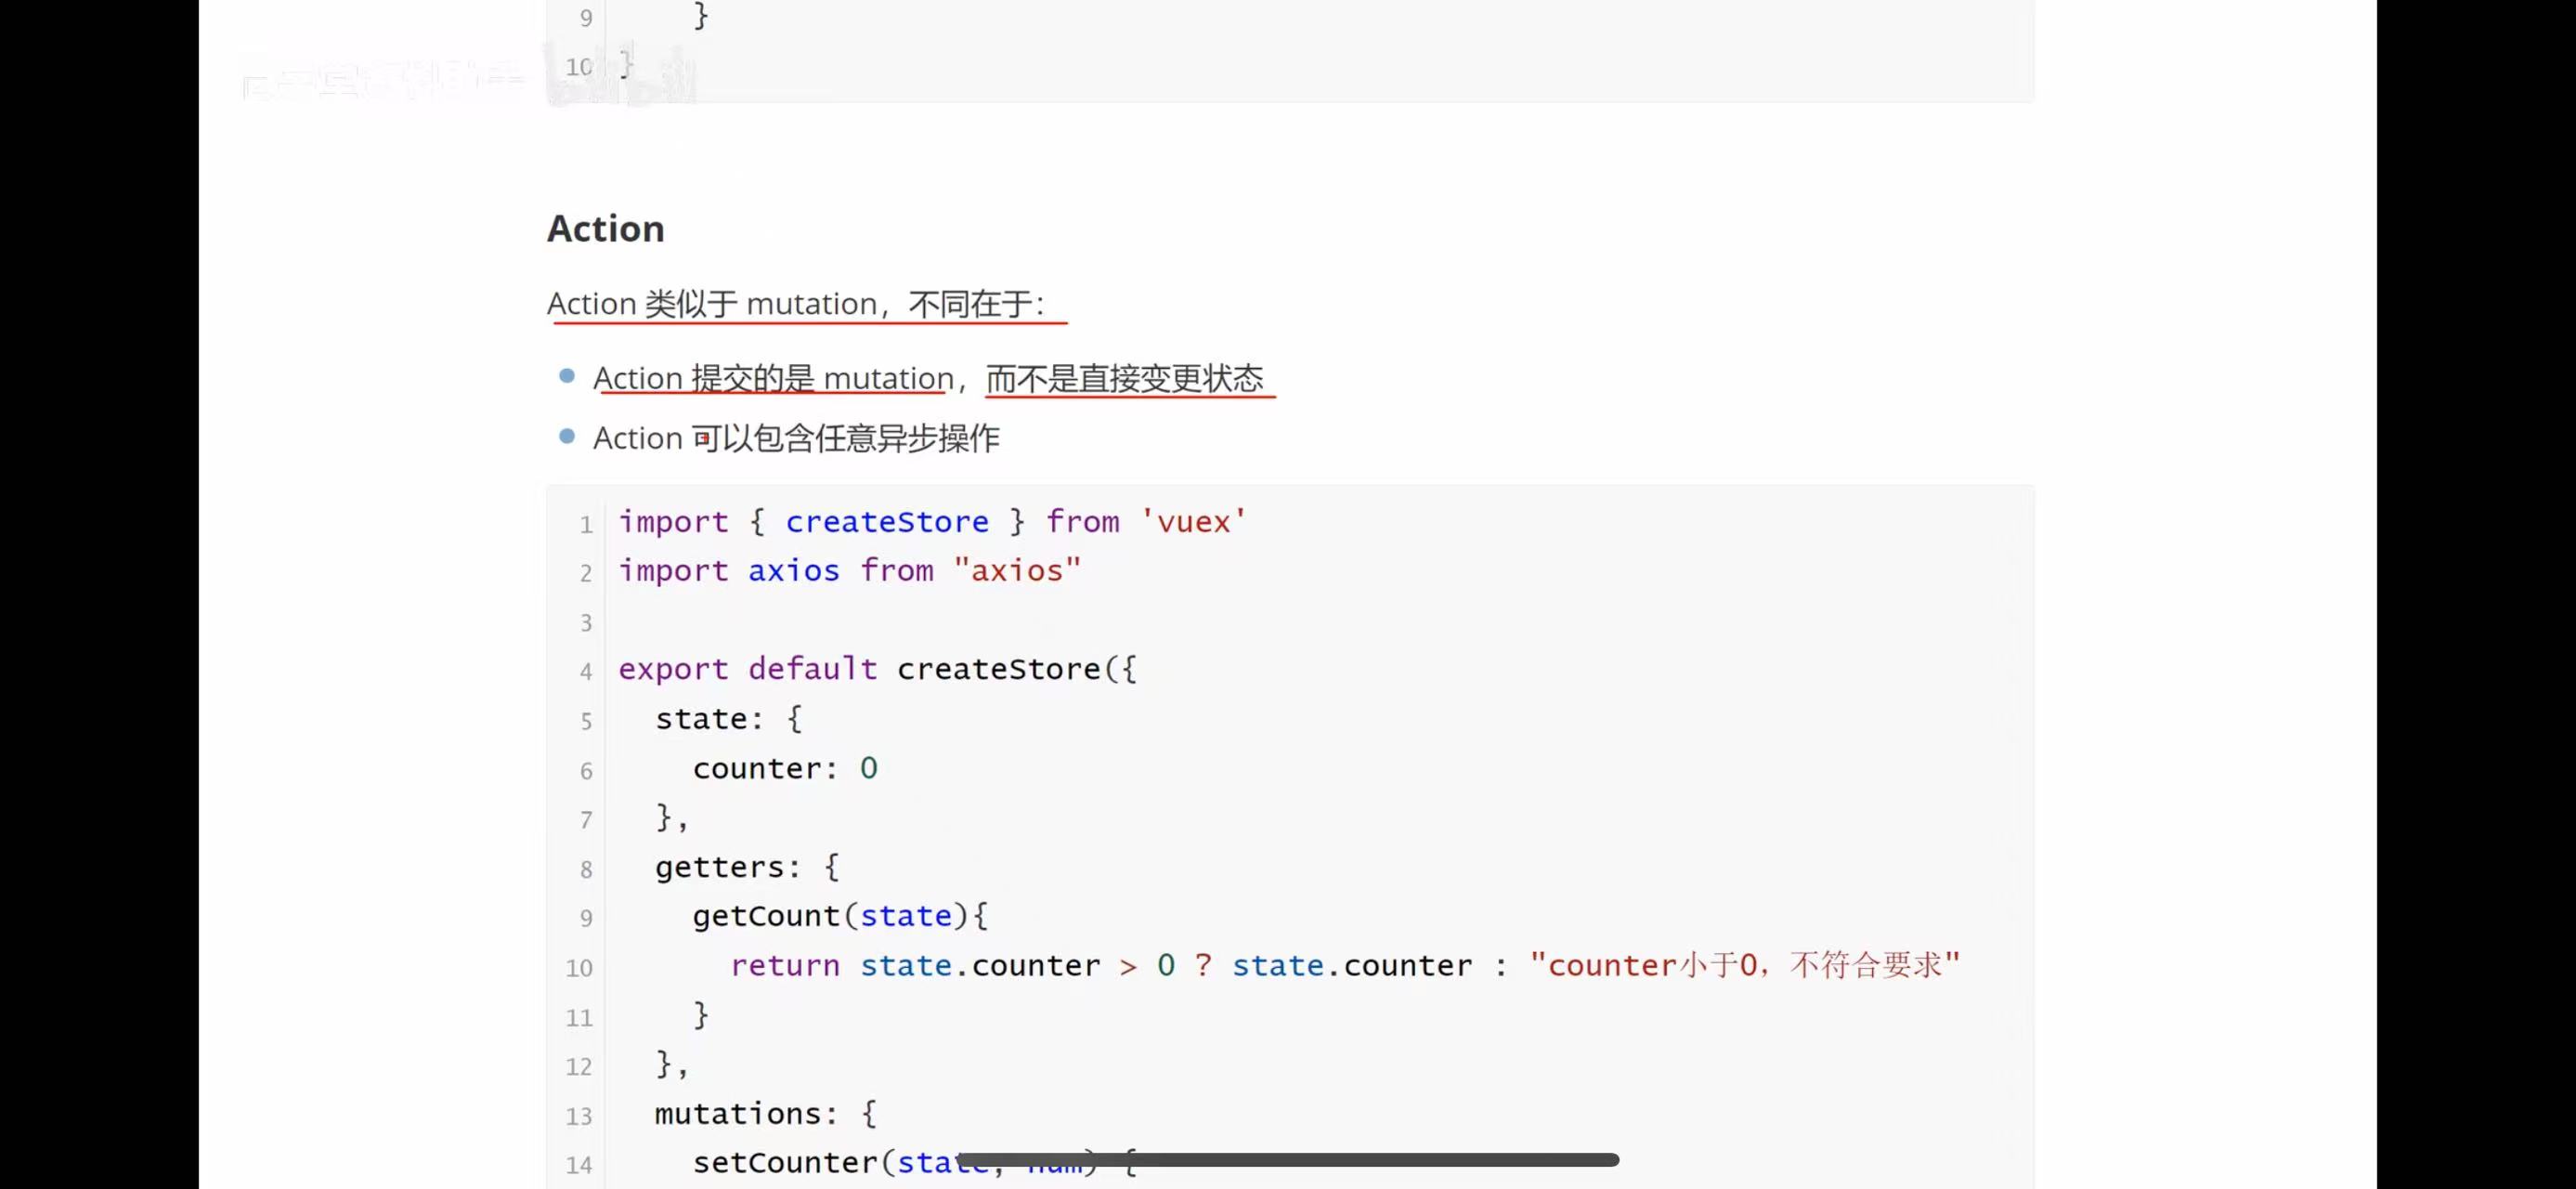 9 }
10 }
bilibili
Action
Action 类似于 mutation，不同在于：
Action 提交的是 mutation，而不是直接变更状态
Action 可以包含任意异步操作
1 import { createStore } from 'vuex'
2 import axios from "axios"
3
4 export default createStore({
5 state: {
6 counter: 0
7 },
8 getters: {
9 getCount(state){
10 return state.counter > 0 ? state.counter : "counter小于0，不符合要求"
11 }
12 },
13 mutations: {
14 setCounter(state, num) {